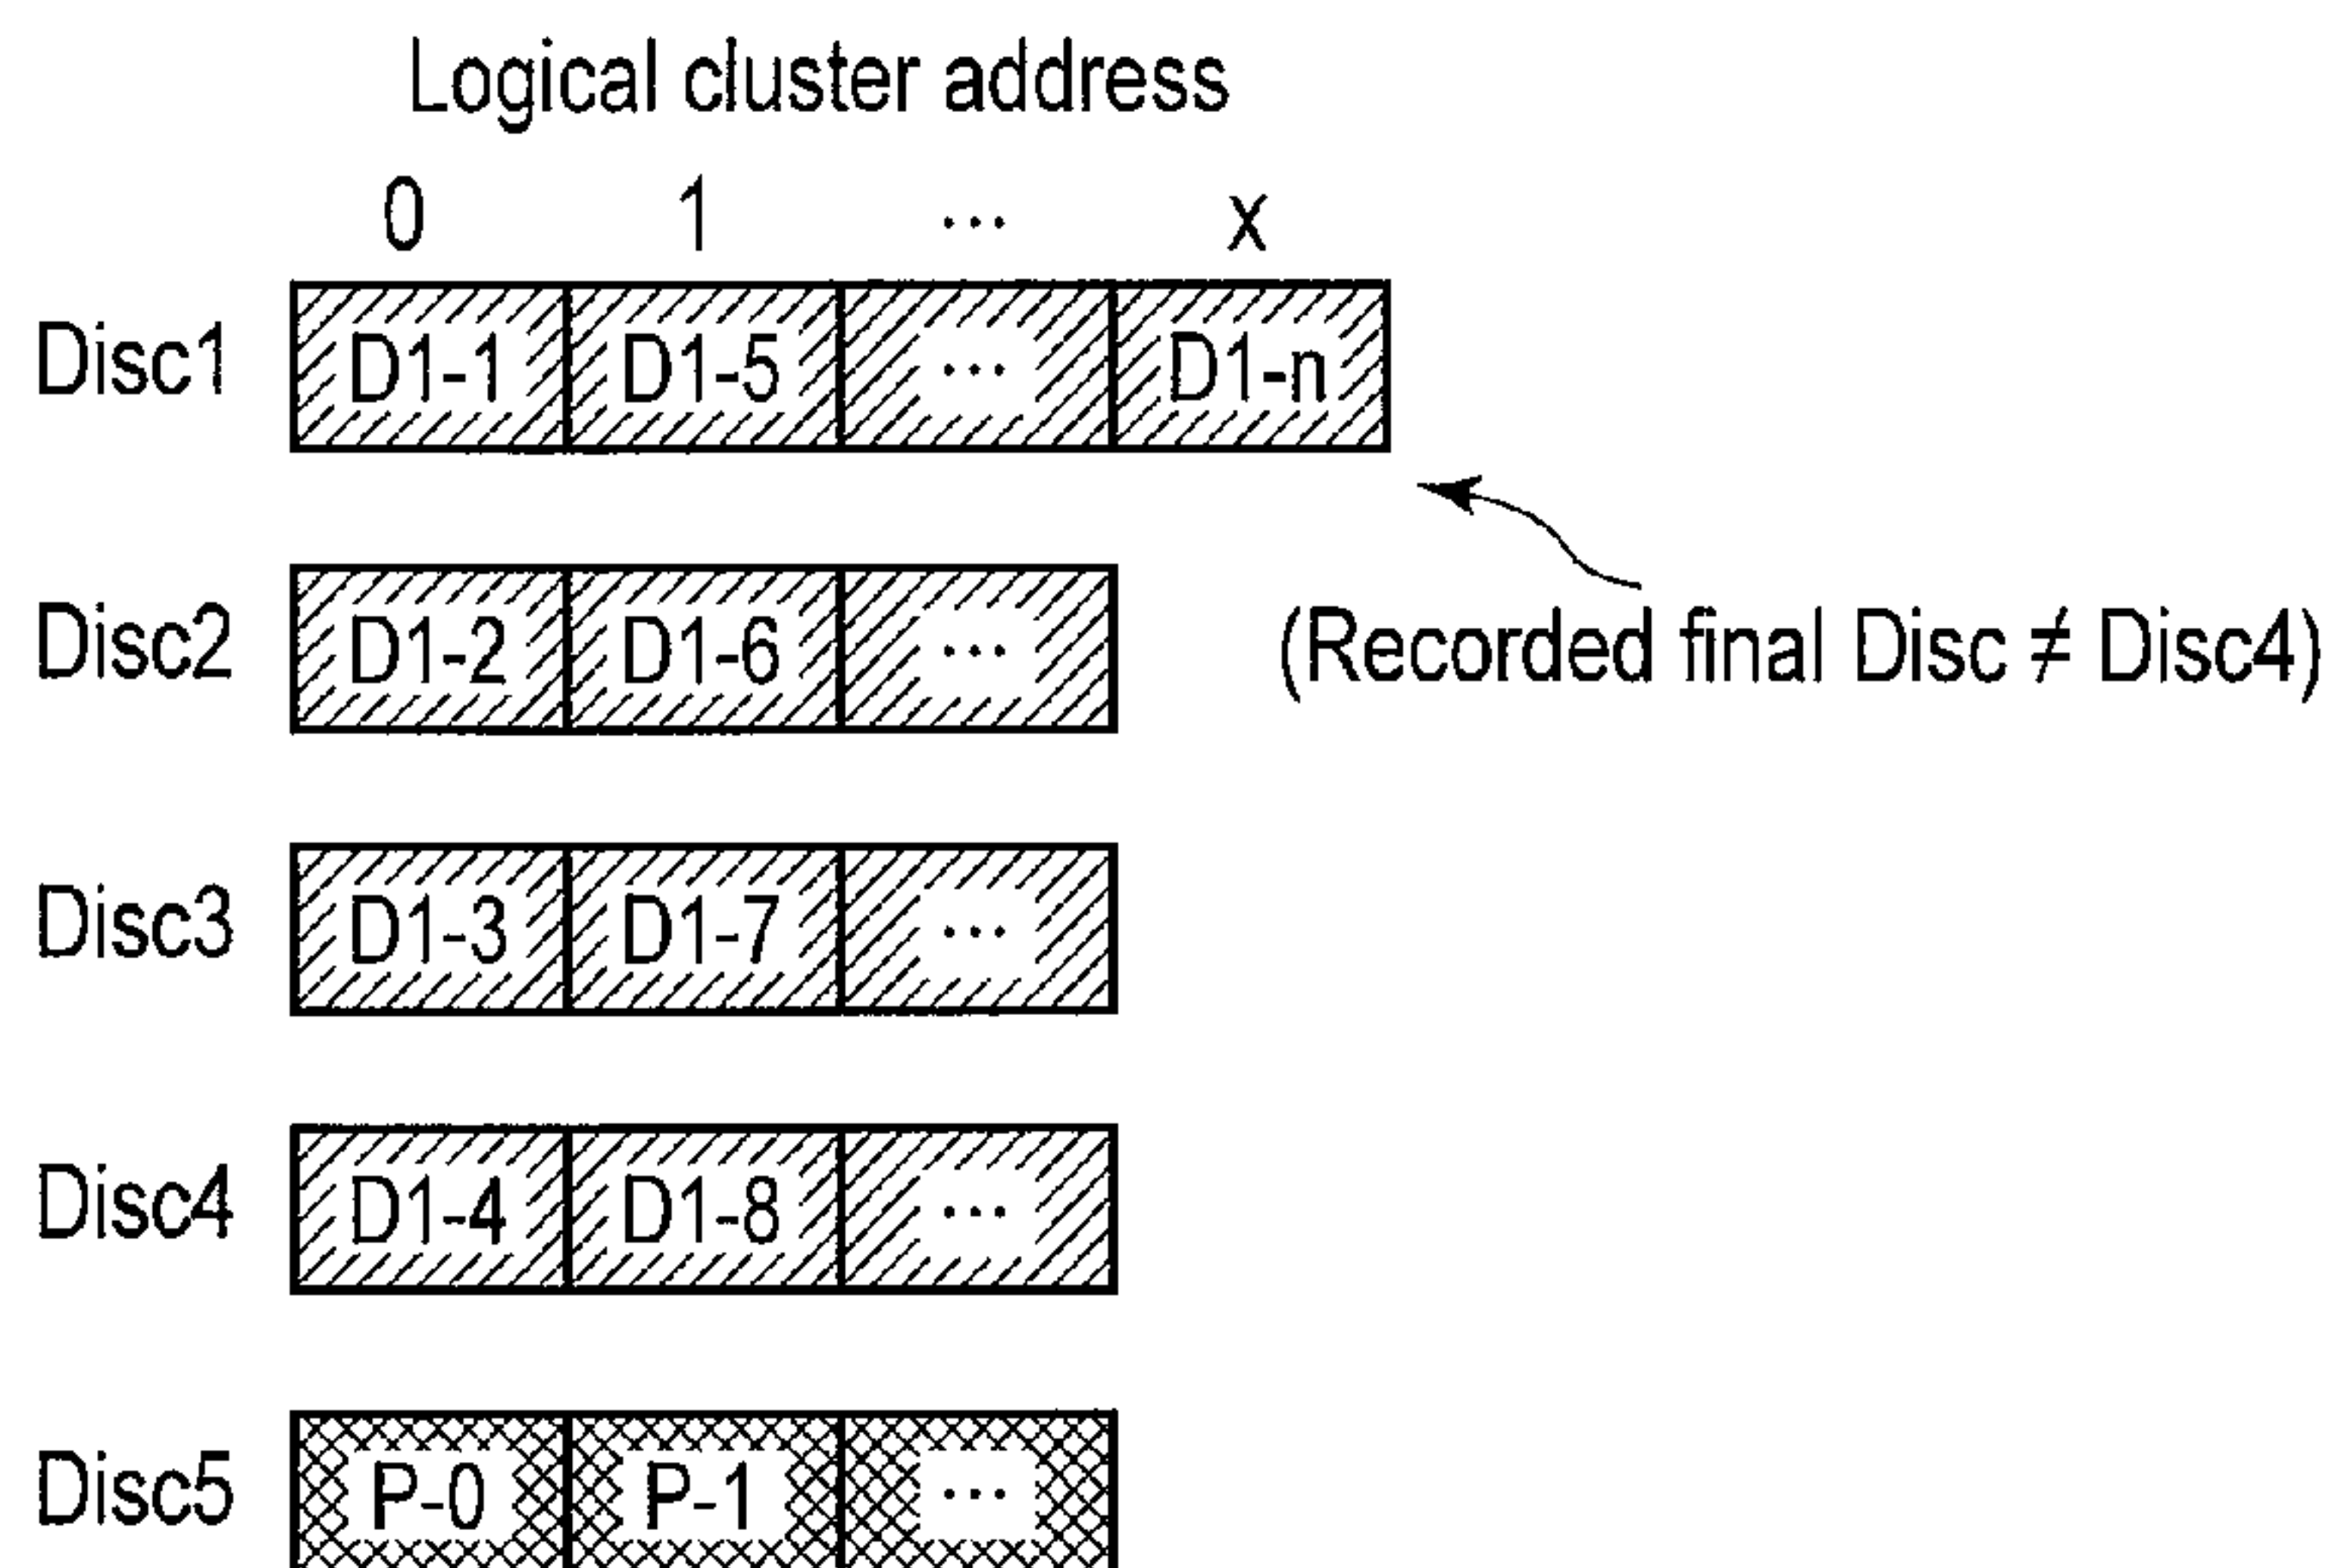 Logical cluster address
0 1 ... x
Disc1 D1-1 D1-5 ... D1-n
Disc2 D1-2 D1-6 ... (Recorded final Disc ≠ Disc4)
Disc3 D1-3 D1-7 ...
Disc4 D1-4 D1-8 ...
Disc5 P-0 P-1 ...